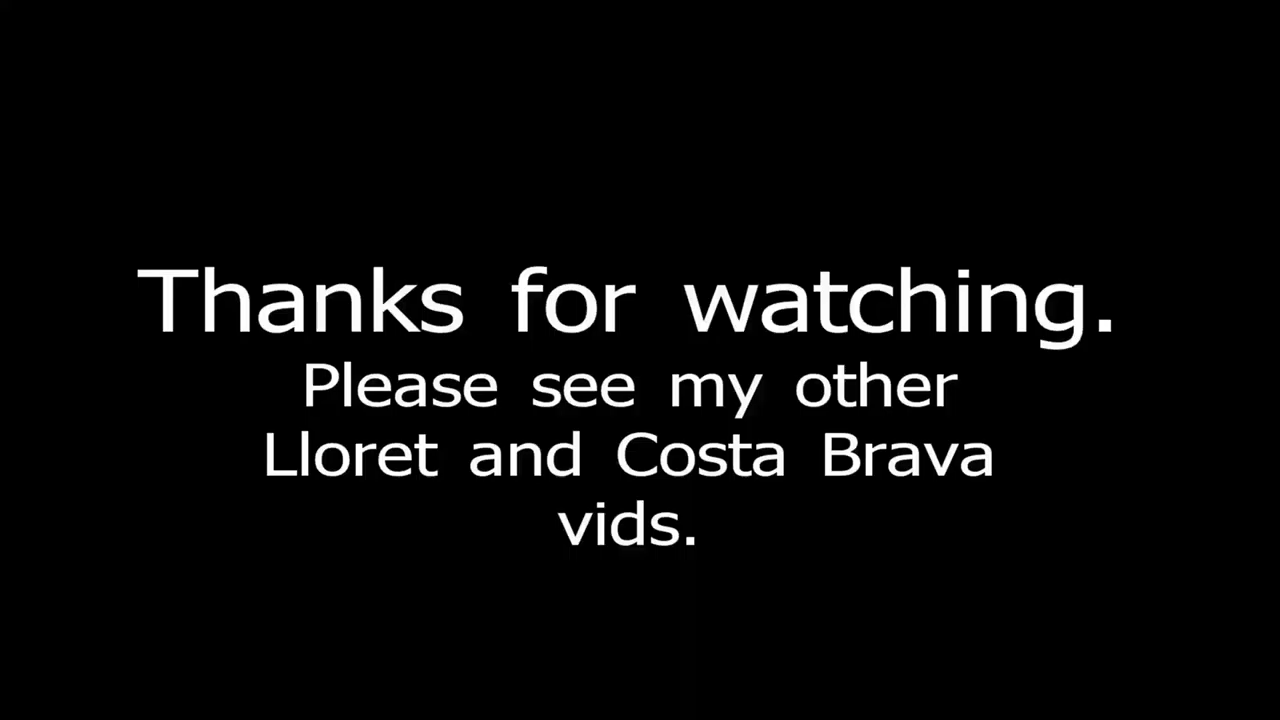 Thanks for watching.
Please see my other
Lloret and Costa Brava
vids.